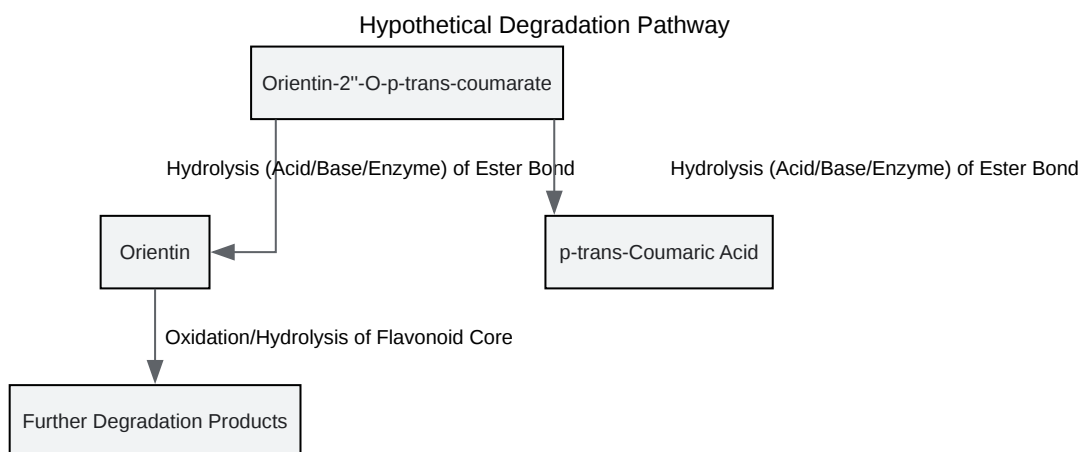 Hypothetical Degradation Pathway
Orientin-2"-O-p-trans-coumarate
Hydrolysis (Acid/Base/Enzyme) of Ester Bond
Hydrolysis (Acid/Base/Enzyme) of Ester Bond
Orientin
p-trans-Coumaric Acid
Oxidation/Hydrolysis of Flavonoid Core
Further Degradation Products